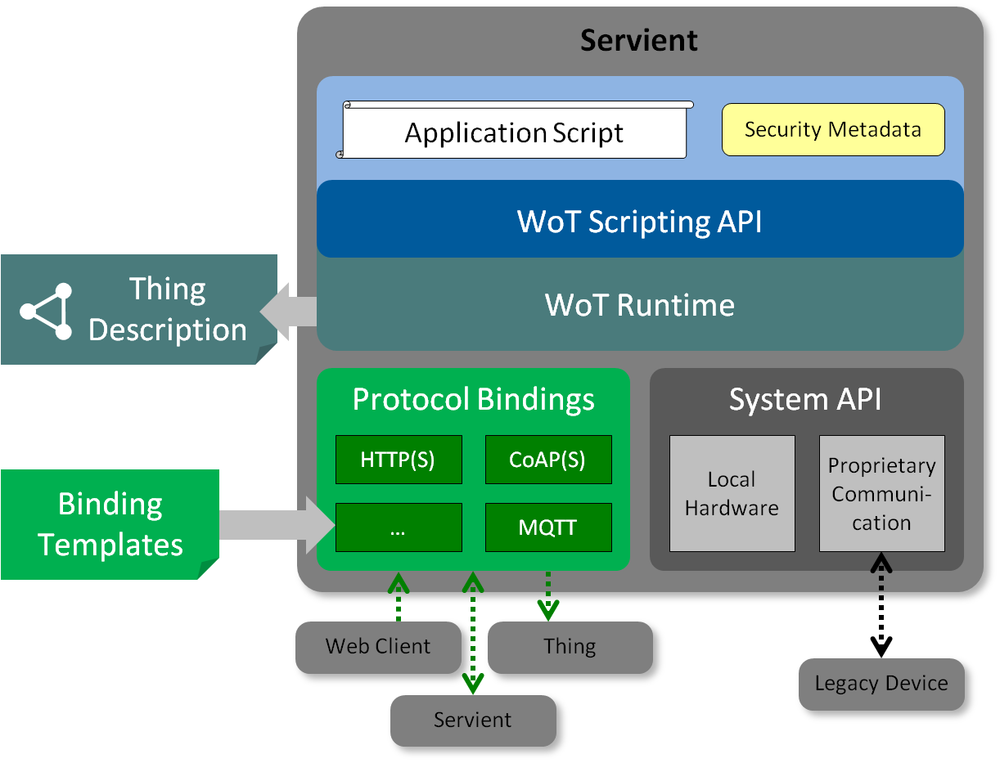 Servient
Application Script
Security Metadata
WoT Scripting API
Thing
Description
WoT Runtime
Protocol Bindings
System API
HTTP(S)
CoAP(S)
Local
Hardware
Proprietary
Communi-
cation
Binding
Templates
...
MQTT
Web Client
Thing
Legacy Device
Servient